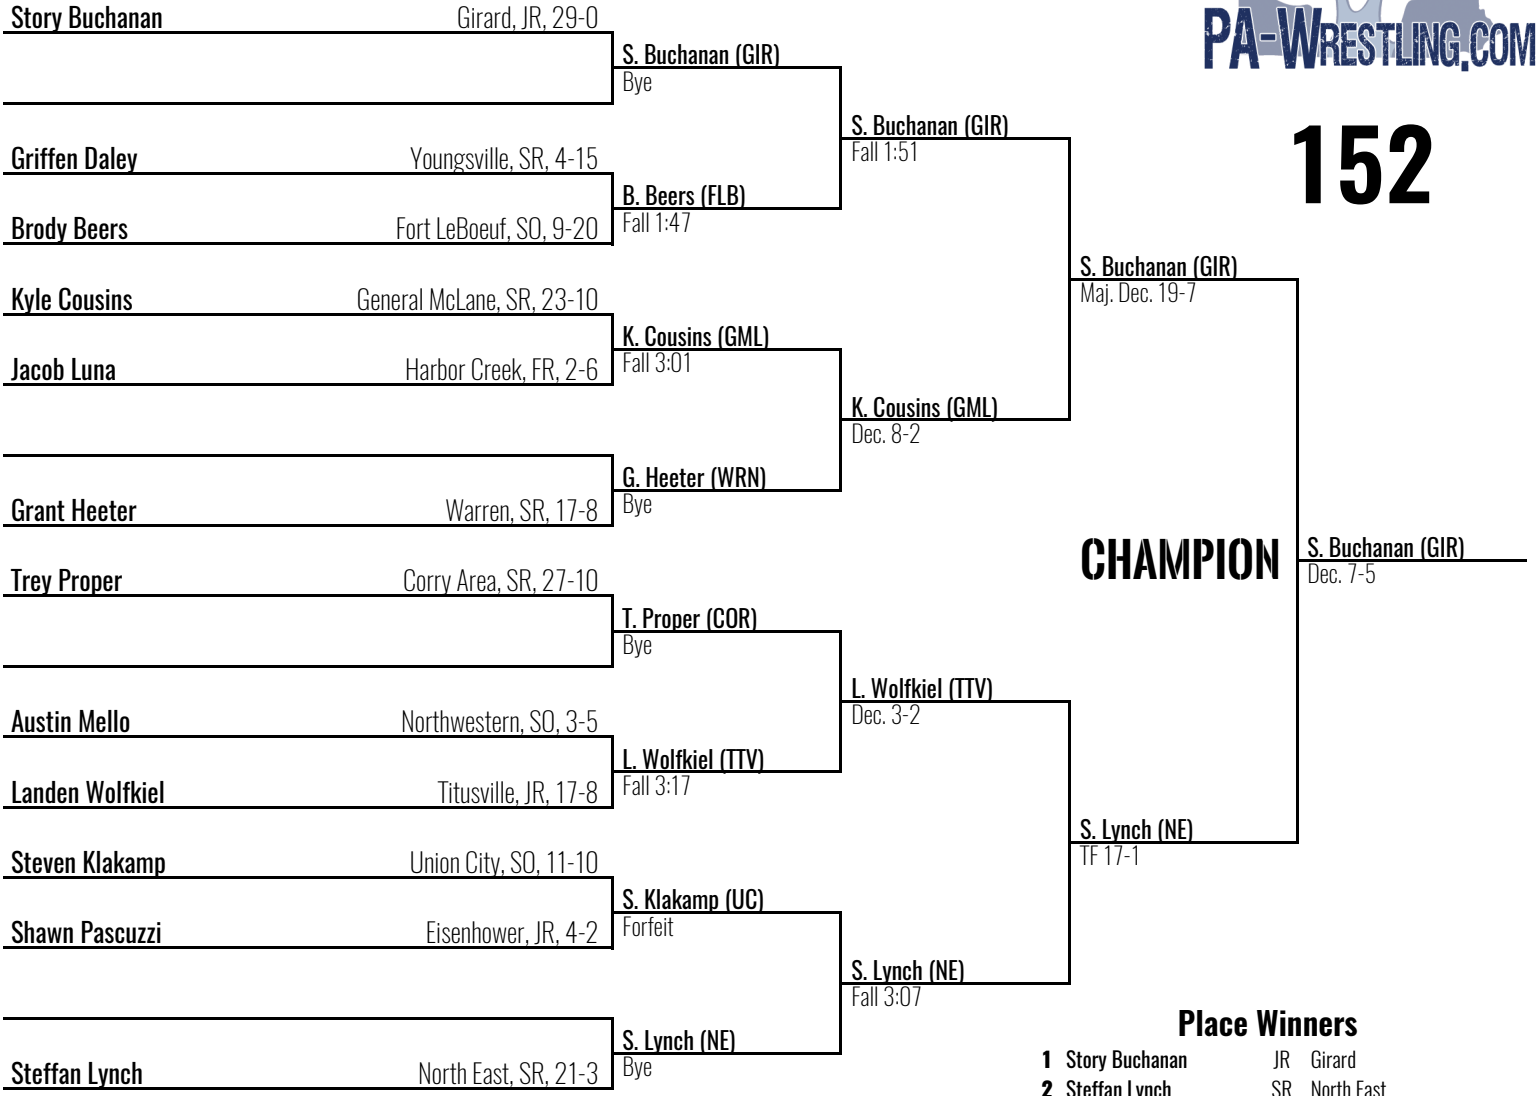 PA-WRESTLING.COM
152
Story Buchanan Girard, JR, 29-0
Griffen Daley Youngsville, SR, 4-15
Brody Beers Fort LeBoeuf, SO, 9-20
Kyle Cousins General McLane, SR, 23-10
Jacob Luna Harbor Creek, FR, 2-6
Grant Heeter Warren, SR, 17-8
Trey Proper Corry Area, SR, 27-10
Austin Mello Northwestern, SO, 3-5
Landen Wolfkiel Titusville, JR, 17-8
Steven Klakamp Union City, SO, 11-10
Shawn Pascuzzi Eisenhower, JR, 4-2
Steffan Lynch North East, SR, 21-3
S. Buchanan (GIR)
Bye
B. Beers (FLB)
Fall 1:47
K. Cousins (GML)
Fall 3:01
G. Heeter (WRN)
Bye
T. Proper (COR)
Bye
L. Wolfkiel (TTV)
Fall 3:17
S. Klakamp (UC)
Forfeit
S. Lynch (NE)
Bye
S. Buchanan (GIR)
Fall 1:51
K. Cousins (GML)
Dec. 8-2
L. Wolfkiel (TTV)
Dec. 3-2
S. Lynch (NE)
Fall 3:07
S. Buchanan (GIR)
Maj. Dec. 19-7
S. Lynch (NE)
TF 17-1
CHAMPION
S. Buchanan (GIR)
Dec. 7-5
Place Winners
1 Story Buchanan JR Girard
2 Steffan Lynch SR North East